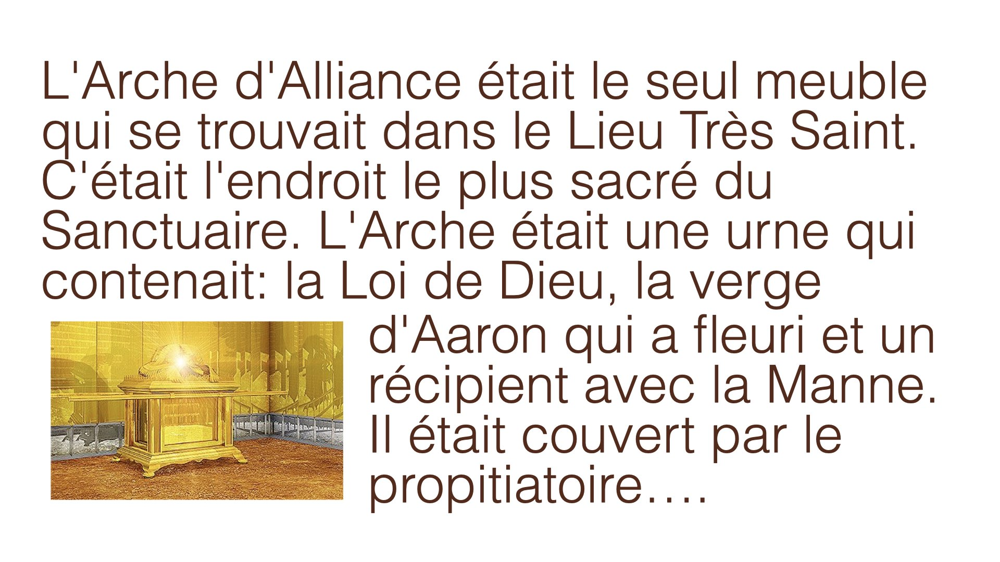 L'Arche d'Alliance était le seul meuble
qui se trouvait dans le Lieu Très Saint.
C'était l'endroit le plus sacré du
Sanctuaire. L'Arche était une urne qui
contenait: la Loi de Dieu, la verge
d'Aaron qui a fleuri et un
récipient avec la Manne.
Il était couvert par le
propitiatoire….